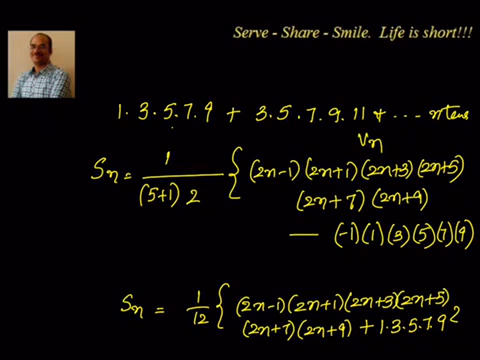 Serve - Share - Smile. Life is short!!!
1. 3. 5. 7. 9 + 3. 5. 7. 9. 11 + ... n terms
Vn
Sn = 1/(5+1) 2 { (2n-1) (2n+1) (2n+3) (2n+5)
(2n+7) (2n+9)
— (-1) (1) (3) (5) (7) (9)
Sn = 1/12 { (2n-1) (2n+1) (2n+3) (2n+5)
(2n+7) (2n+9) + 1.3.5.7.9 }